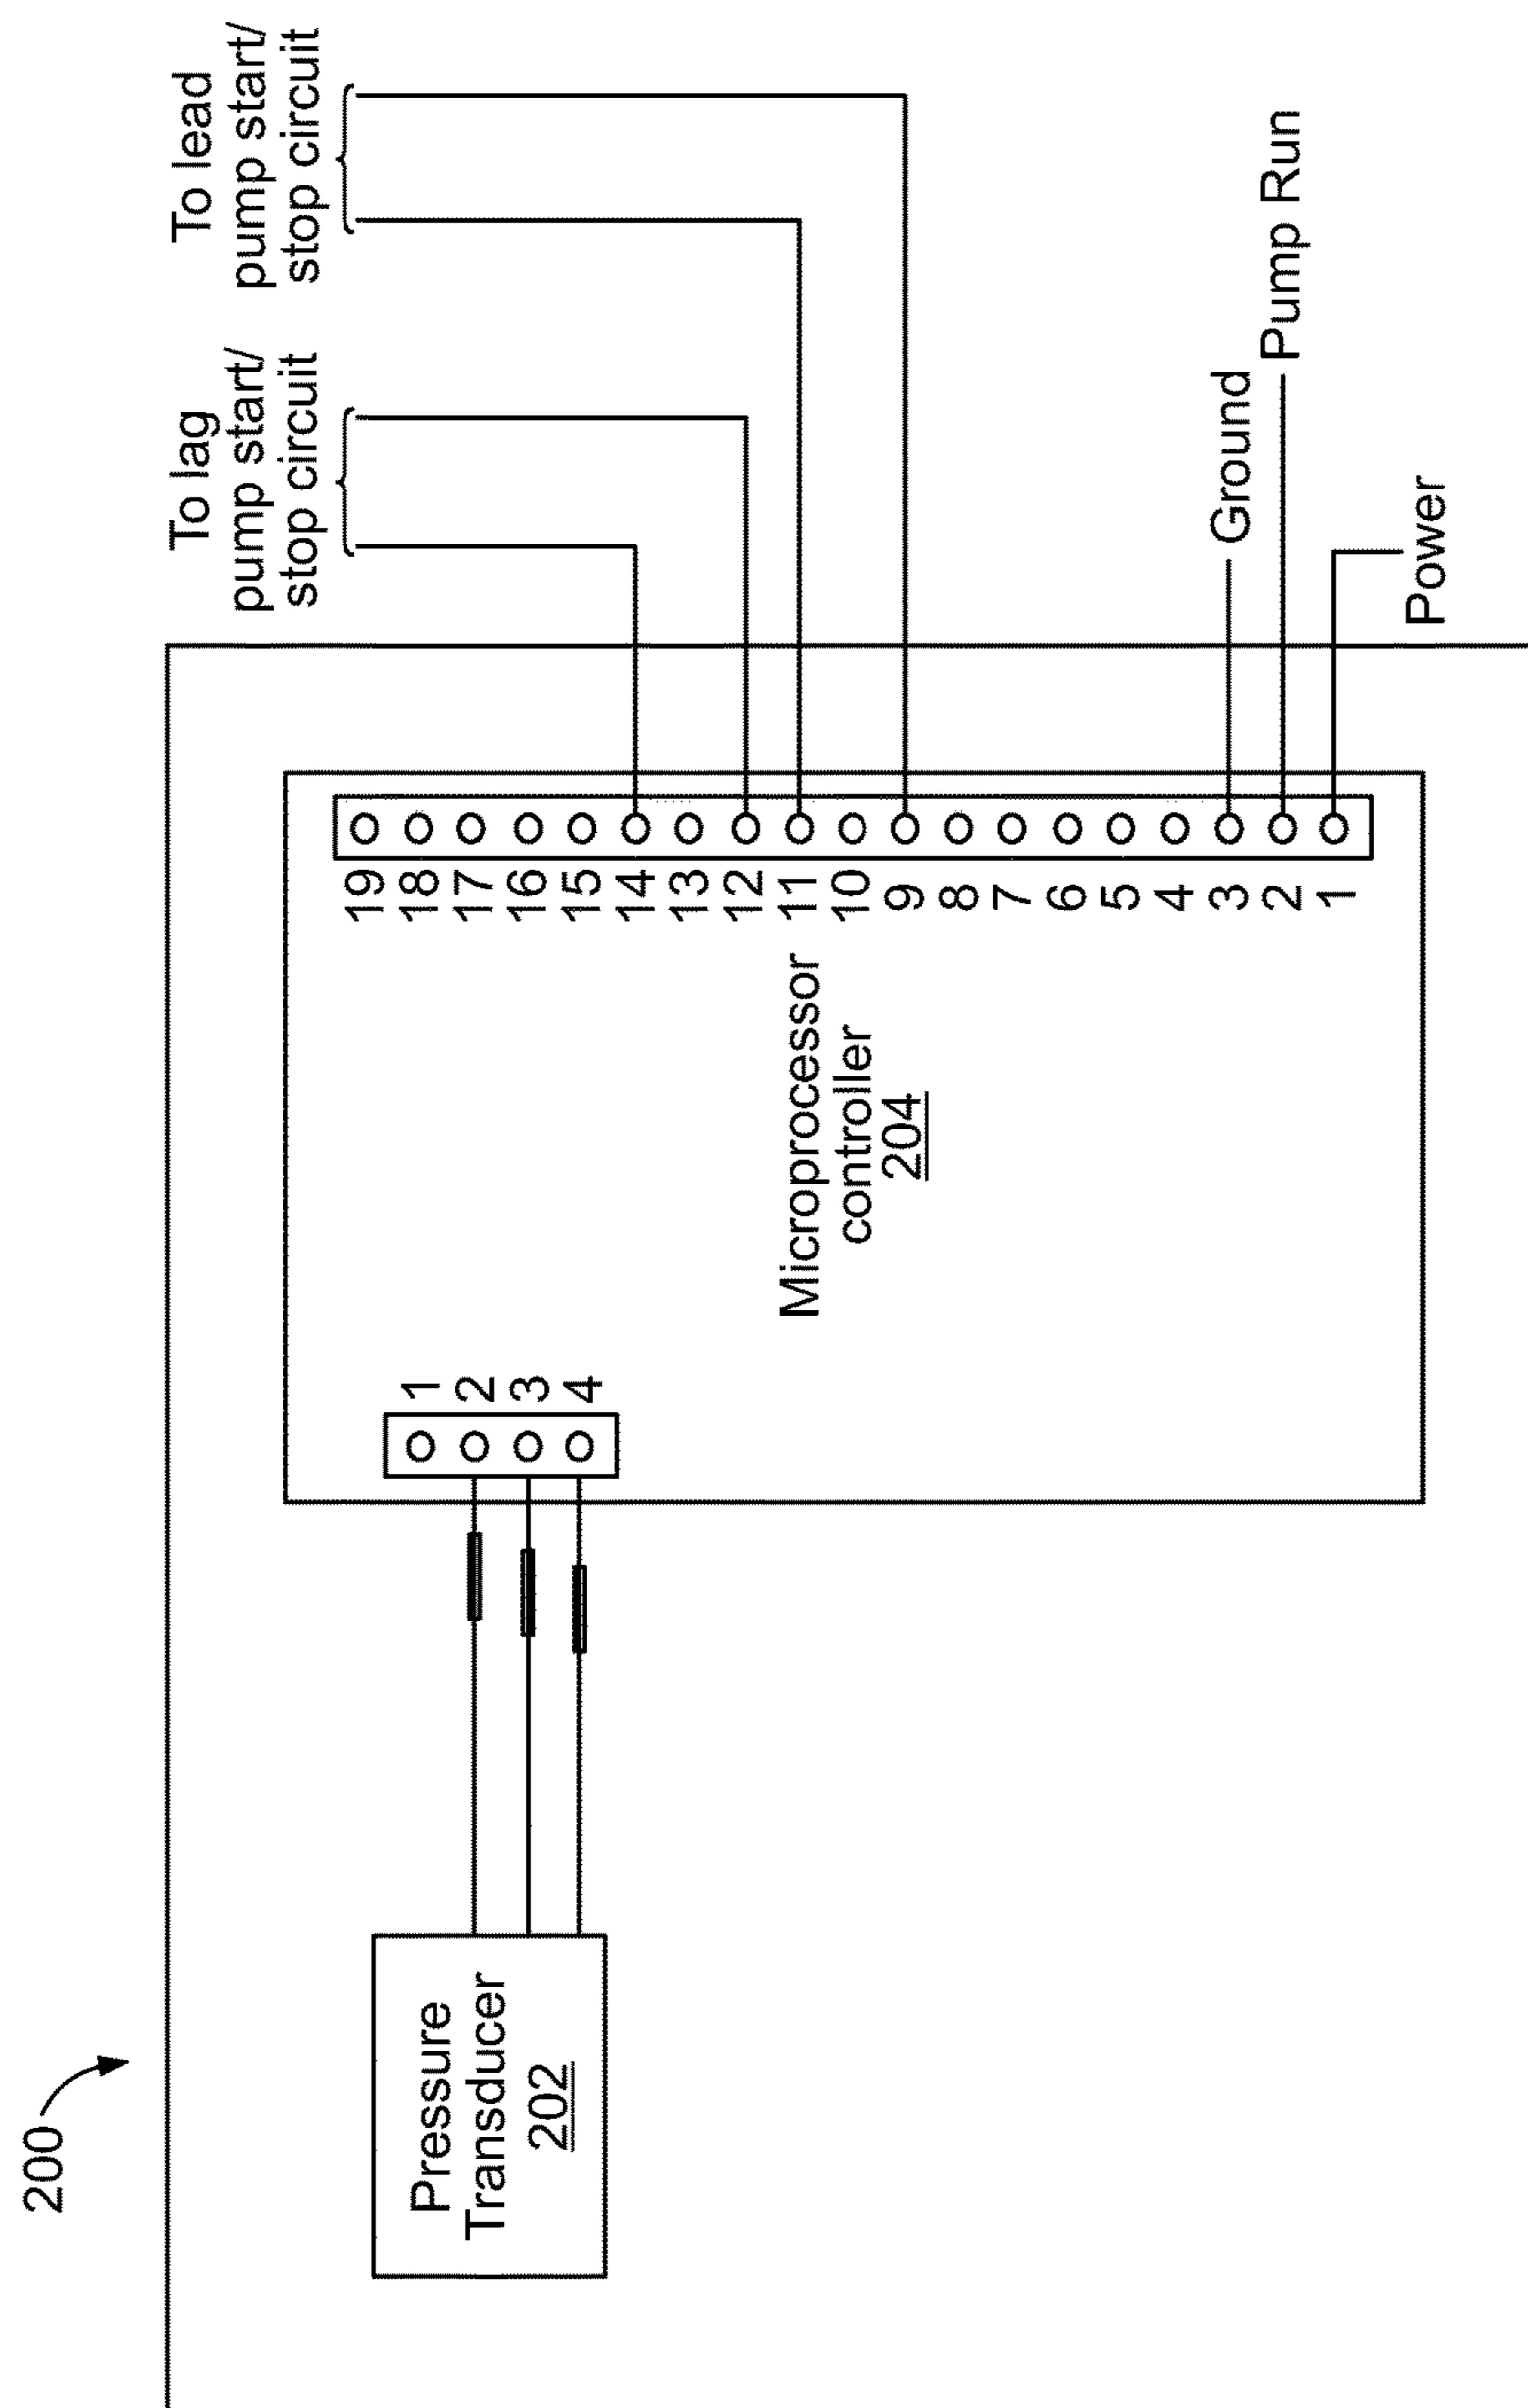 200
Pressure
Transducer
202
1
2
3
4
Microprocessor
controller
204
19
18
17
16
15
14
13
12
11
10
9
8
7
6
5
4
3
2
1
To lag
pump start/
stop circuit
To lead
pump start/
stop circuit
Ground
Pump Run
Power